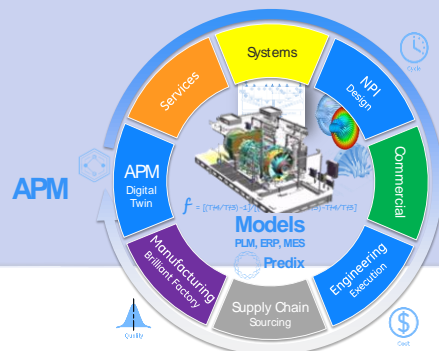 Systems
NPI
Design
Cycle
Services
Commercial
APM
APM
Digital
Twin
Models
PLM, ERP, MES
Predix
Engineering
Execution
Manufacturing
Brilliant Factory
Supply Chain
Sourcing
Quality
Cost
$